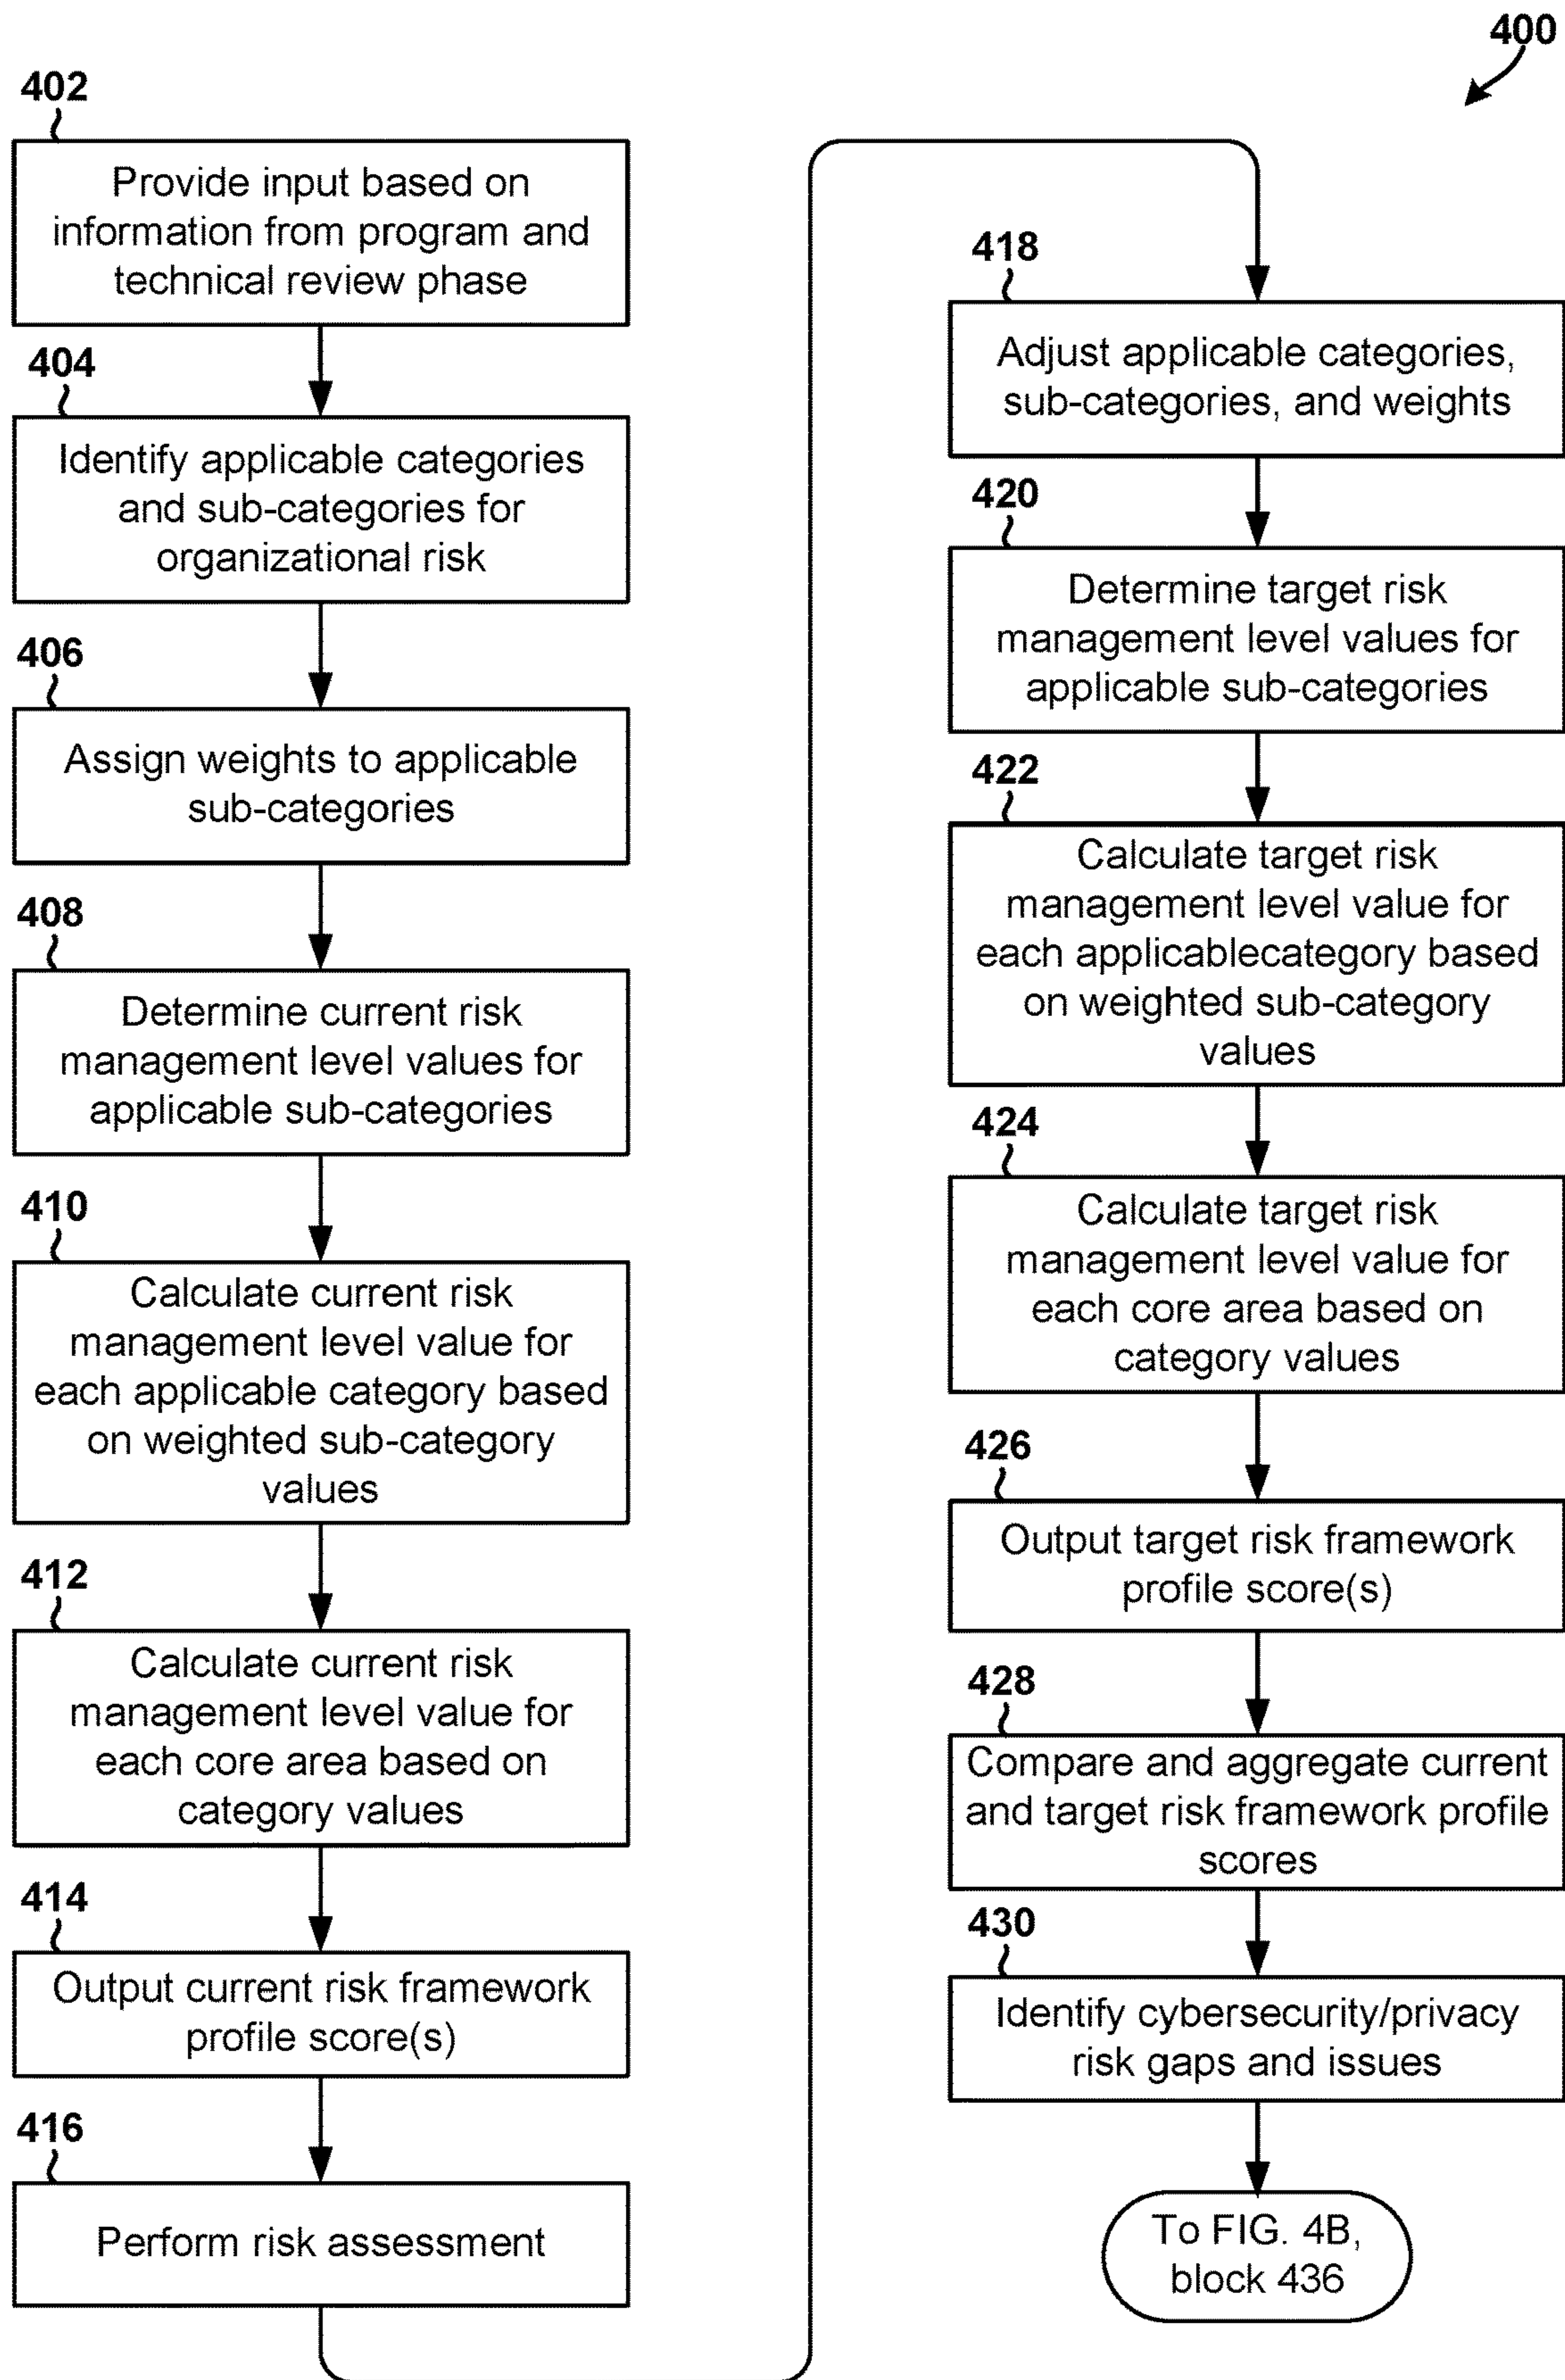 400
402
Provide input based on
information from program and
technical review phase
404
Identify applicable categories
and sub-categories for
organizational risk
406
Assign weights to applicable
sub-categories
408
Determine current risk
management level values for
applicable sub-categories
410
Calculate current risk
management level value for
each applicable category based
on weighted sub-category
values
412
Calculate current risk
management level value for
each core area based on
category values
414
Output current risk framework
profile score(s)
416
Perform risk assessment
418
Adjust applicable categories,
sub-categories, and weights
420
Determine target risk
management level values for
applicable sub-categories
422
Calculate target risk
management level value for
each applicablecategory based
on weighted sub-category
values
424
Calculate target risk
management level value for
each core area based on
category values
426
Output target risk framework
profile score(s)
428
Compare and aggregate current
and target risk framework profile
scores
430
Identify cybersecurity/privacy
risk gaps and issues
To FIG. 4B,
block 436